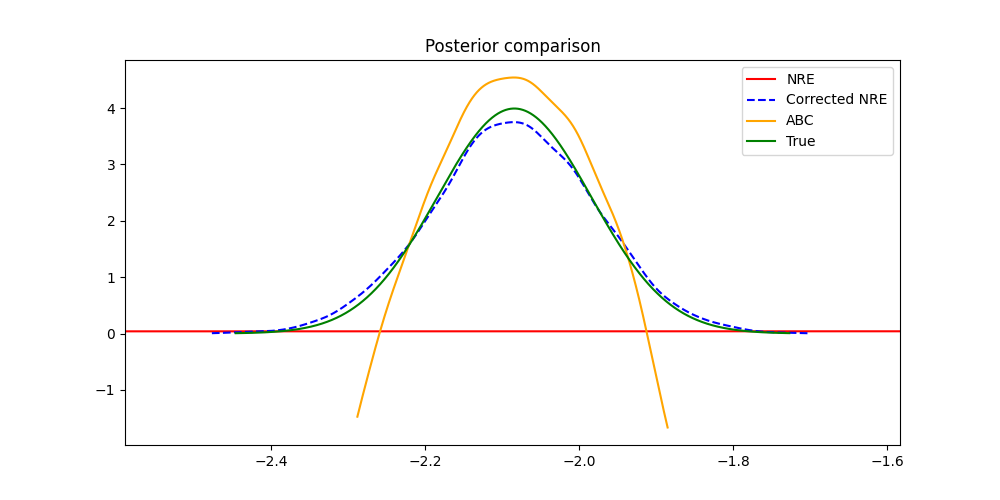 Posterior comparison
NRE
Corrected NRE
ABC
True
4
3
2
1
0
−1
−2.4
−2.2
−2.0
−1.8
−1.6